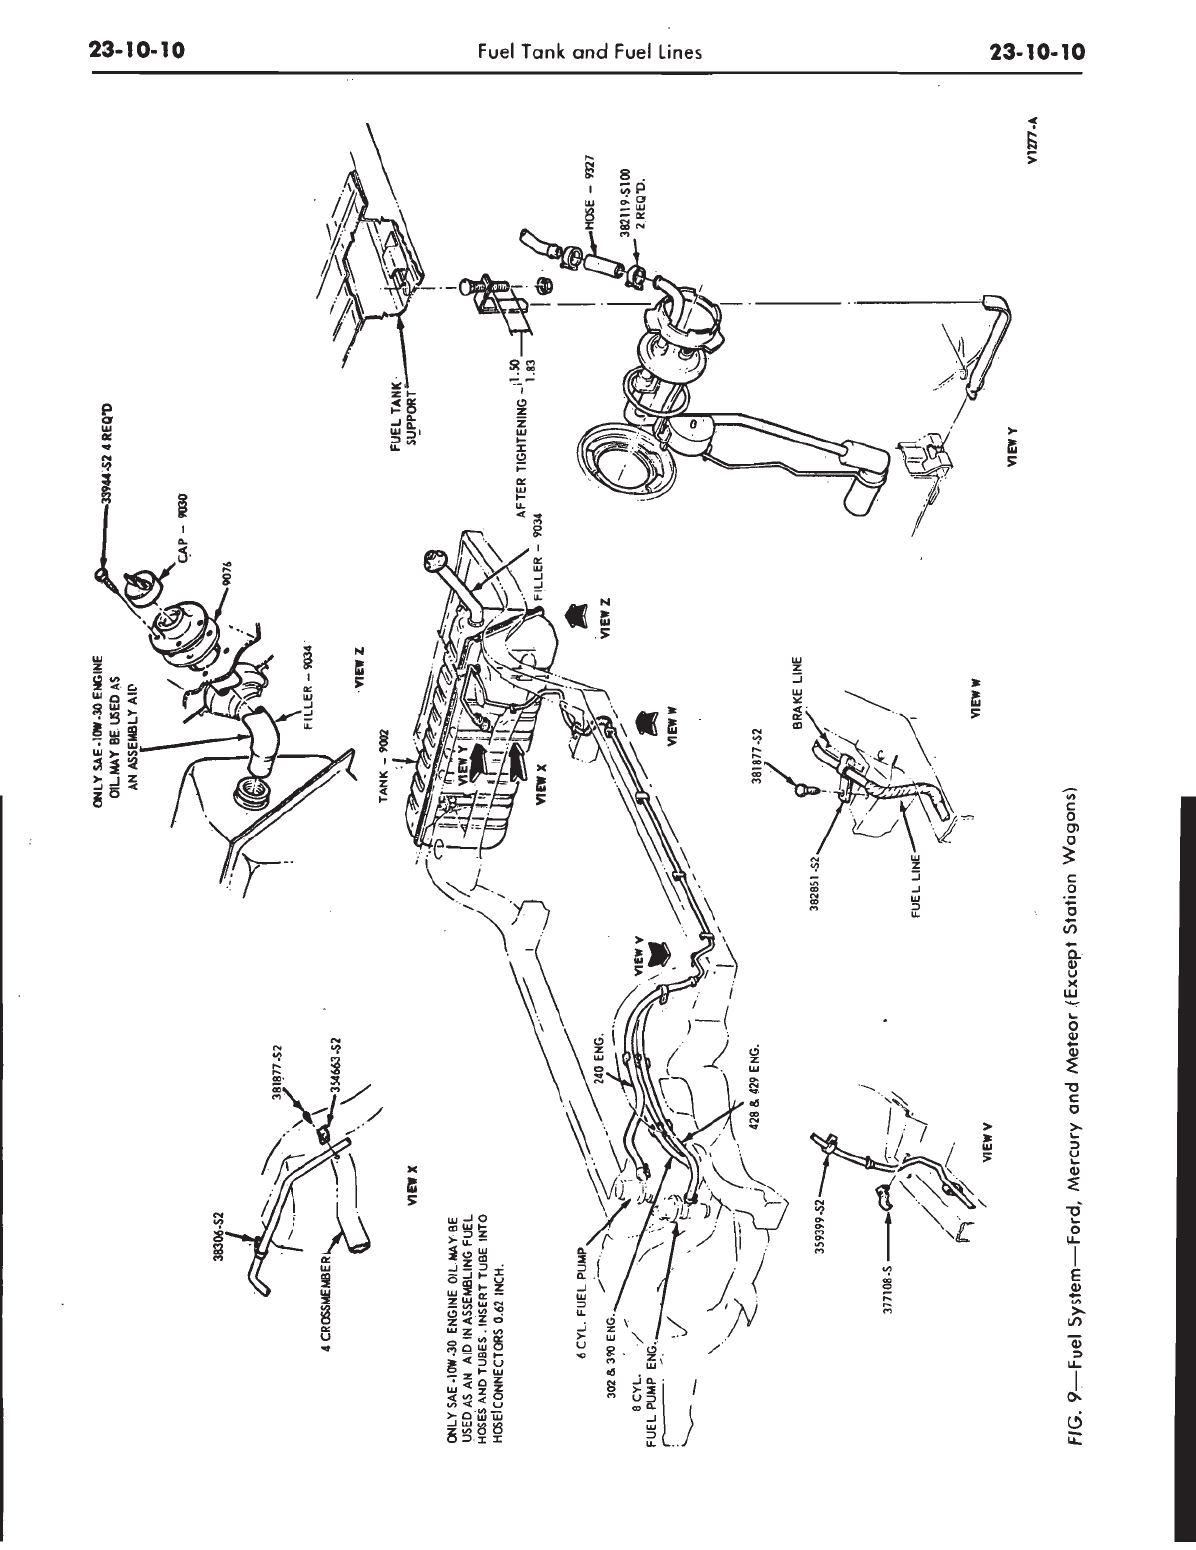 23-10-10
Fuel Tank and Fuel Lines
23-10-10
33944-S2 4 REQ'D
CAP – 9030
9076
ONLY SAE -10W-30 ENGINE
OIL MAY BE USED AS
AN ASSEMBLY AID
FILLER – 9034
VIEW Z
FUEL TANK
SUPPORT
AFTER TIGHTENING –
1.50
1.83
HOSE – 9327
382119-S100
2 REQ'D.
VIEW Y
V1277-A
TANK – 9002
FILLER – 9034
VIEW Z
VIEW Y
VIEW X
VIEW W
VIEW V
381877-S2
354663-S2
38306-S2
4 CROSSMEMBER
VIEW X
ONLY SAE -10W-30 ENGINE OIL MAY BE
USED AS AN AID IN ASSEMBLING FUEL
HOSES AND TUBES. INSERT TUBE INTO
HOSE CONNECTORS 0.62 INCH.
240 ENG.
428 & 429 ENG.
6 CYL. FUEL PUMP
302 & 390 ENG.
8 CYL.
FUEL PUMP ENG.
381877-S2
BRAKE LINE
382851-S2
FUEL LINE
VIEW W
359399-S2
377108-S
VIEW V
FIG. 9—Fuel System—Ford, Mercury and Meteor (Except Station Wagons)